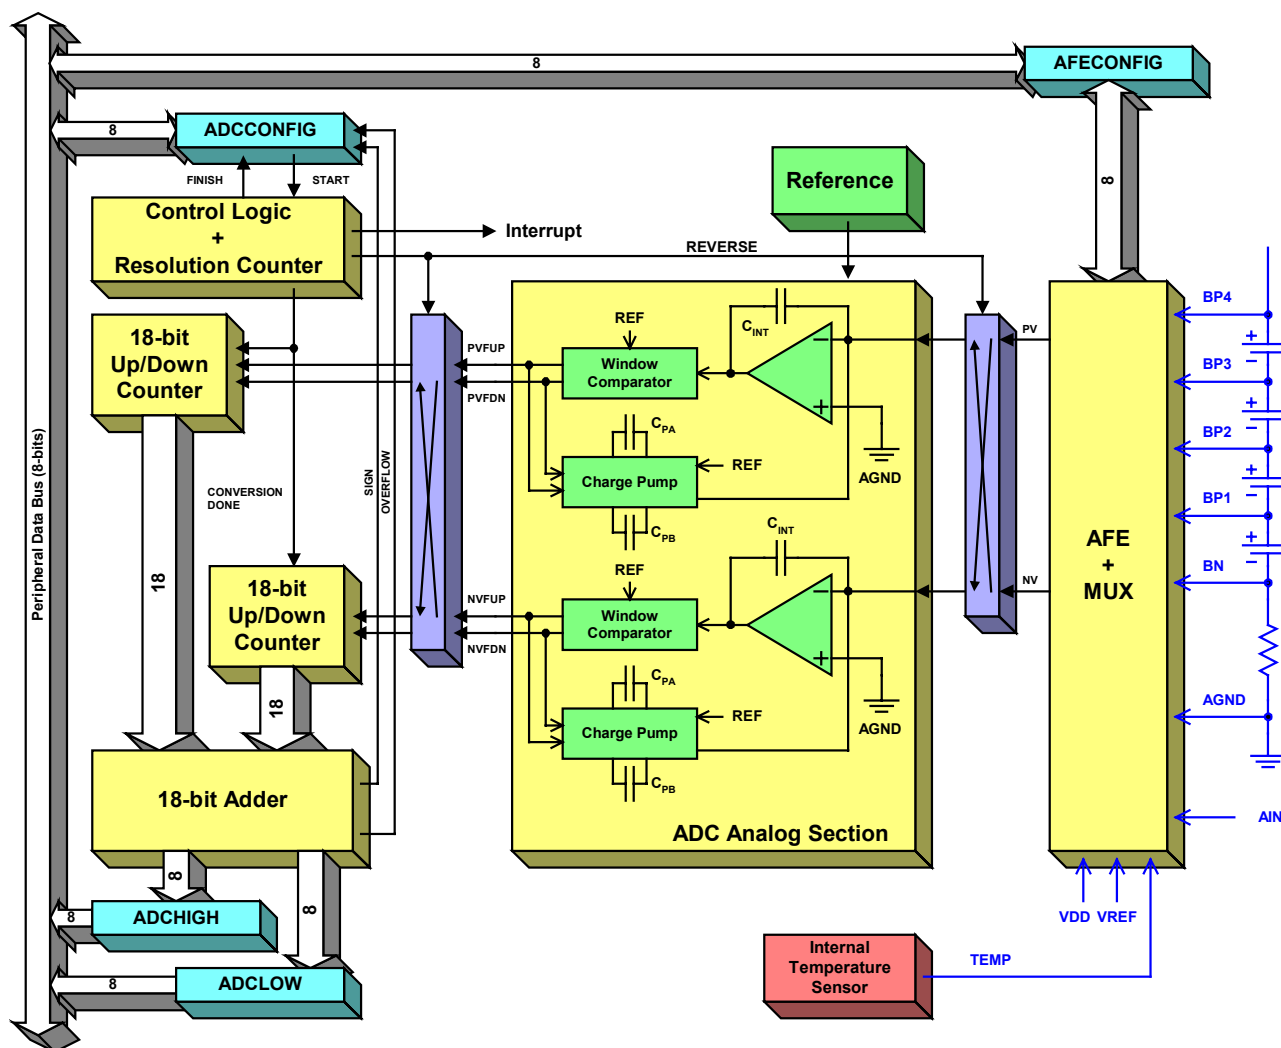 8
AFECONFIG
8
ADCCONFIG
FINISH
START
8
Reference
Control Logic
+
Resolution Counter
Interrupt
REVERSE
18-bit
Up/Down
Counter
PVFUP
PVFDN
REF
Window
Comparator
CINT
PV
BP4
BP3
BP2
BP1
BN
AGND
AIN
CPA
Charge Pump
REF
CPB
AGND
CONVERSION
DONE
SIGN
OVERFLOW
Peripheral Data Bus (8-bits)
18
18-bit
Up/Down
Counter
NVFUP
NVFDN
REF
Window
Comparator
CINT
NV
AFE
+
MUX
18
CPA
Charge Pump
REF
CPB
AGND
18-bit Adder
ADC Analog Section
8
8
8
ADCHIGH
8
ADCLOW
VDD VREF
Internal
Temperature
Sensor
TEMP
+
−
+
−
+
−
+
−
−
+
−
+